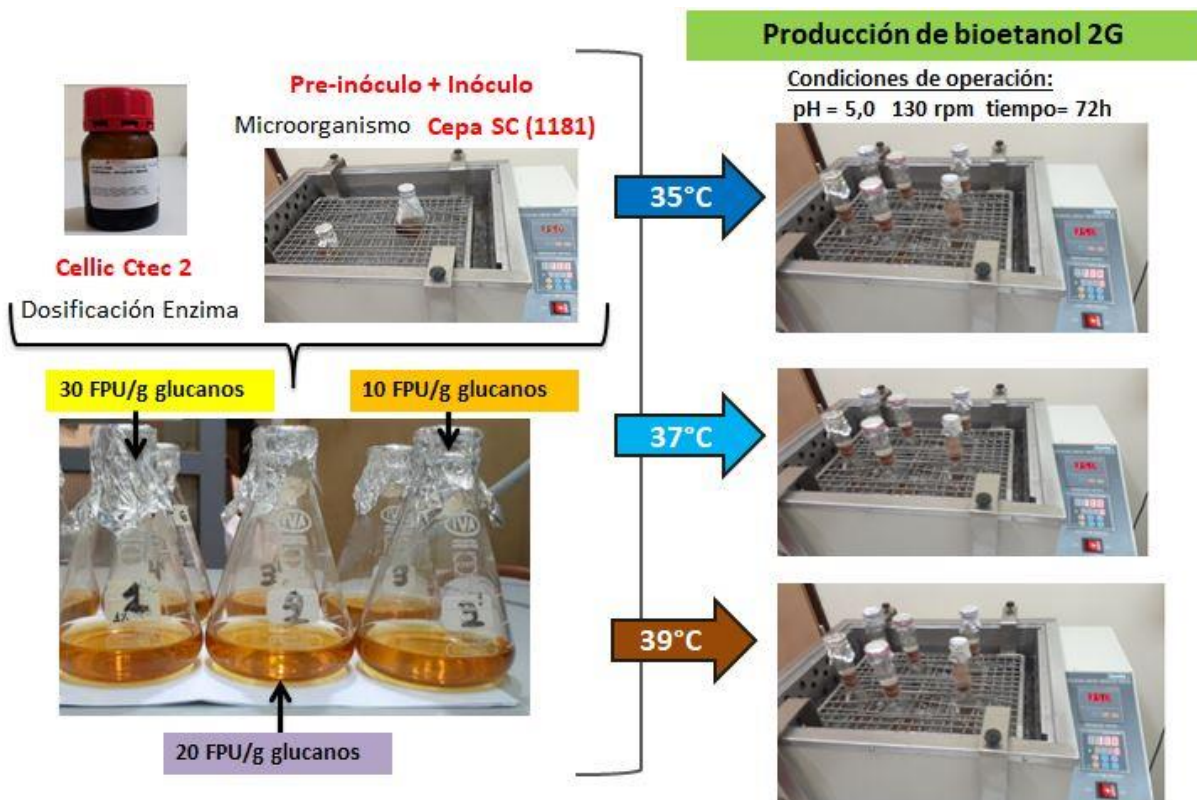 Producción de bioetanol 2G
Condiciones de operación:
pH = 5,0 130 rpm tiempo= 72h
Pre-inóculo + Inóculo
Microorganismo Cepa SC (1181)
Cellic Ctec 2
Dosificación Enzima
30 FPU/g glucanos
10 FPU/g glucanos
20 FPU/g glucanos
35°C
37°C
39°C